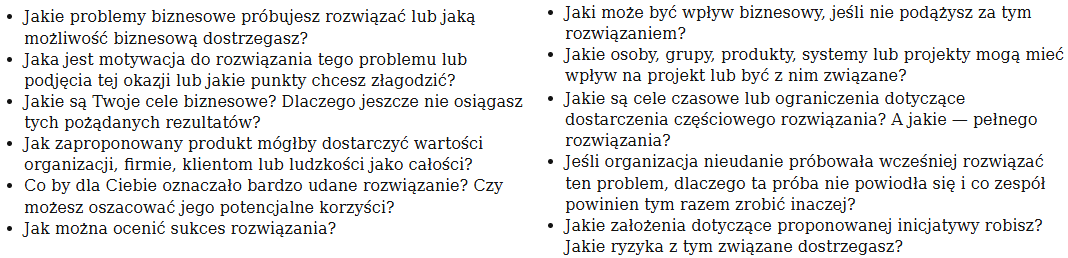 • Jakie problemy biznesowe próbujesz rozwiązać lub jaką
możliwość biznesową dostrzegasz?
• Jaka jest motywacja do rozwiązania tego problemu lub
podjęcia tej okazji lub jakie punkty chcesz złagodzić?
• Jakie są Twoje cele biznesowe? Dlaczego jeszcze nie osiągasz
tych pożądanych rezultatów?
• Jak zaproponowany produkt mógłby dostarczyć wartości
organizacji, firmie, klientom lub ludzkości jako całości?
• Co by dla Ciebie oznaczało bardzo udane rozwiązanie? Czy
możesz oszacować jego potencjalne korzyści?
• Jak można ocenić sukces rozwiązania?
• Jaki może być wpływ biznesowy, jeśli nie podążysz za tym
rozwiązaniem?
• Jakie osoby, grupy, produkty, systemy lub projekty mogą mieć
wpływ na projekt lub być z nim związane?
• Jakie są cele czasowe lub ograniczenia dotyczące
dostarczenia częściowego rozwiązania? A jakie — pełnego
rozwiązania?
• Jeśli organizacja nieudanie próbowała wcześniej rozwiązać
ten problem, dlaczego ta próba nie powiodła się i co zespół
powinien tym razem zrobić inaczej?
• Jakie założenia dotyczące proponowanej inicjatywy robisz?
Jakie ryzyka z tym związane dostrzegasz?